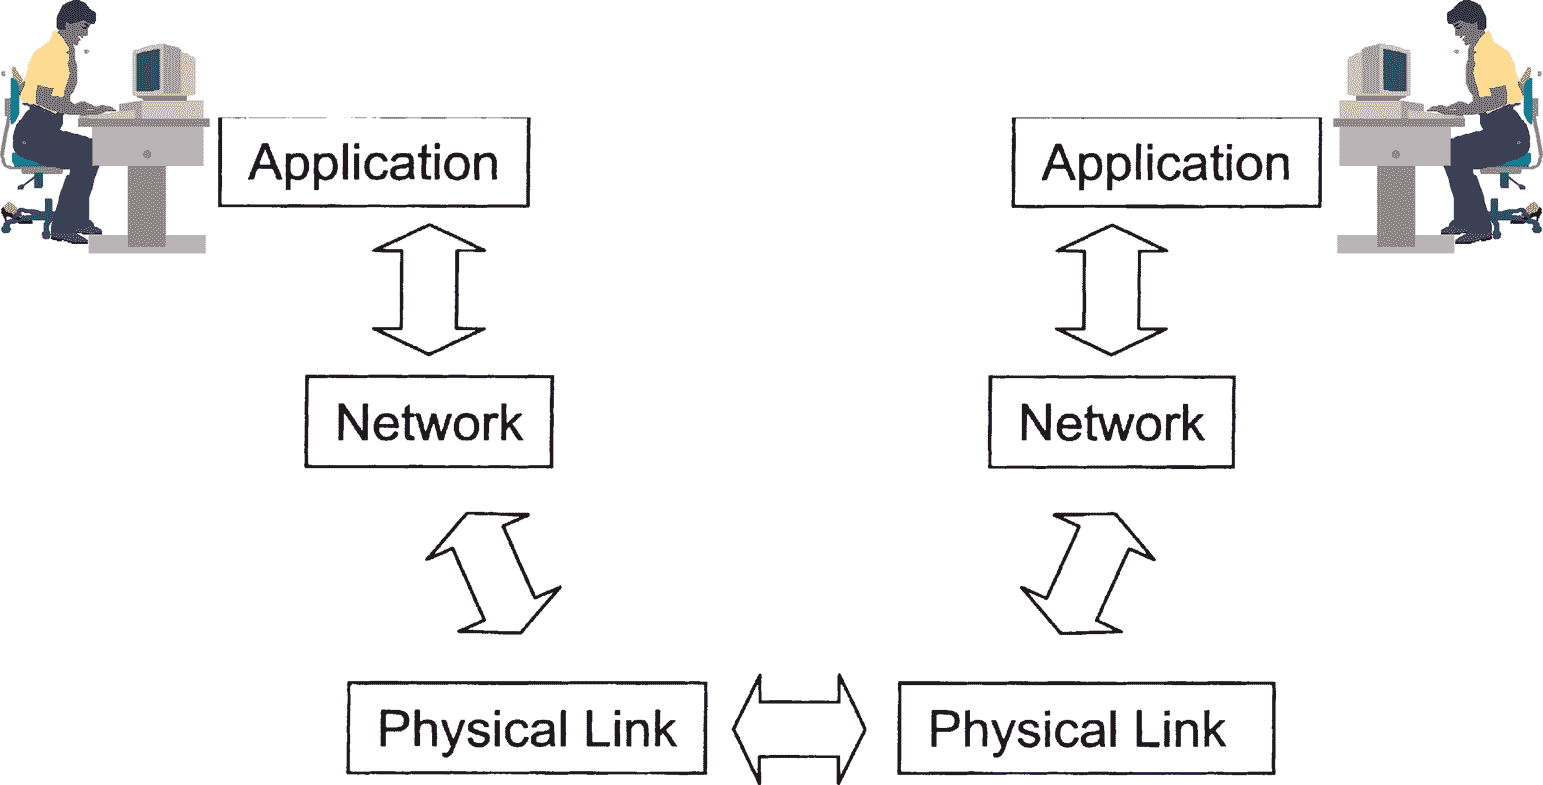 Application
Application
Network
Network
Physical Link
Physical Link